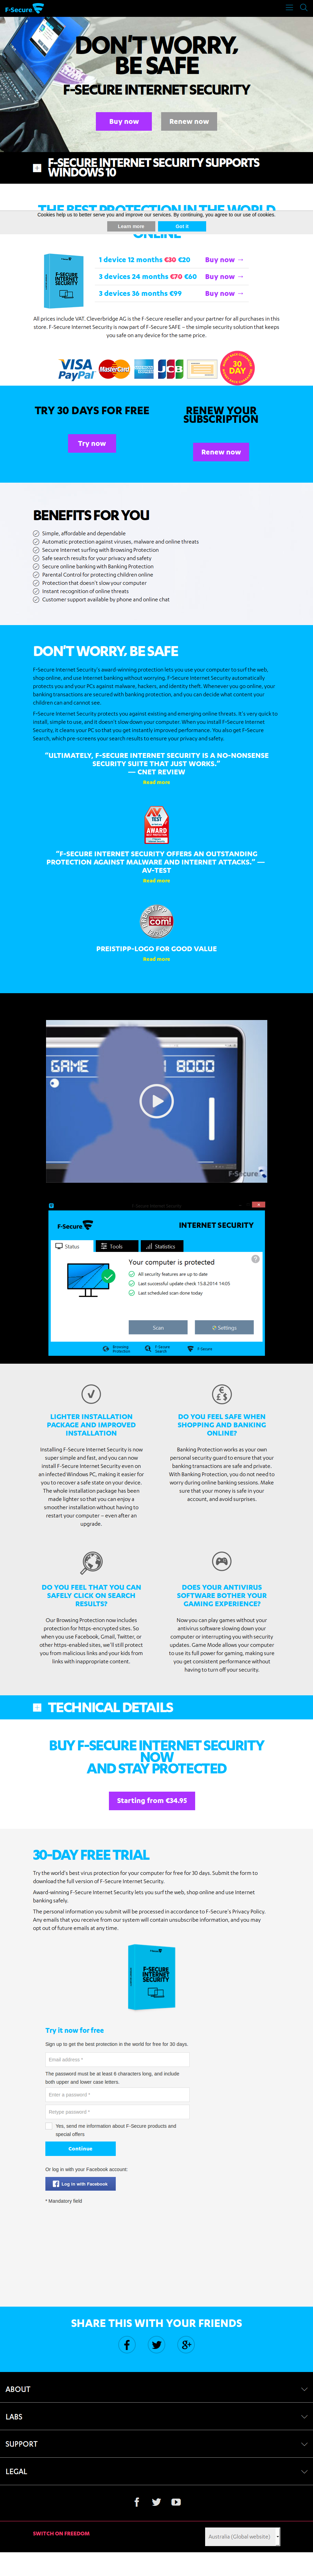 F-Secure
DON'T WORRY,
BE SAFE
F-SECURE INTERNET SECURITY
Buy now
Renew now
+
F-SECURE INTERNET SECURITY SUPPORTS
WINDOWS 10
THE BEST PROTECTION IN THE WORLD
Cookies help us to better serve you and improve our services. By continuing, you agree to our use of cookies.
Learn more
Got it
ONLINE
F-SECURE
INTERNET
SECURITY
1 device 12 months €30 €20
Buy now →
3 devices 24 months €70 €60
Buy now →
3 devices 36 months €99
Buy now →
All prices include VAT. Cleverbridge AG is the F-Secure reseller and your partner for all purchases in this
store. F-Secure Internet Security is now part of F-Secure SAFE – the simple security solution that keeps
you safe on any device for the same price.
VISA
PayPal
MasterCard
JCB
30
DAY
TRY 30 DAYS FOR FREE
Try now
RENEW YOUR
SUBSCRIPTION
Renew now
BENEFITS FOR YOU
Simple, affordable and dependable
Automatic protection against viruses, malware and online threats
Secure Internet surfing with Browsing Protection
Safe search results for your privacy and safety
Secure online banking with Banking Protection
Parental Control for protecting children online
Protection that doesn't slow your computer
Instant recognition of online threats
Customer support available by phone and online chat
DON'T WORRY. BE SAFE
F-Secure Internet Security's award-winning protection lets you use your computer to surf the web,
shop online, and use Internet banking without worrying. F-Secure Internet Security automatically
protects you and your PCs against malware, hackers, and identity theft. Whenever you go online, your
banking transactions are secured with banking protection, and you can decide what content your
children can and cannot see.
F-Secure Internet Security protects you against existing and emerging online threats. It's very quick to
install, simple to use, and it doesn't slow down your computer. When you install F-Secure Internet
Security, it cleans your PC so that you get instantly improved performance. You also get F-Secure
Search, which pre-screens your search results to ensure your privacy and safety.
"ULTIMATELY, F-SECURE INTERNET SECURITY IS A NO-NONSENSE
SECURITY SUITE THAT JUST WORKS."
— CNET REVIEW
Read more
AV
TEST
AWARD
"F-SECURE INTERNET SECURITY OFFERS AN OUTSTANDING
PROTECTION AGAINST MALWARE AND INTERNET ATTACKS." —
AV-TEST
Read more
PREISTIPP
com!
PREISTIPP-LOGO FOR GOOD VALUE
Read more
GAME
8000
F-Secure
F-Secure
INTERNET SECURITY
Status
Tools
Statistics
Your computer is protected
?
All security features are up to date
Last successful update check 15.8.2014 14:05
Last scheduled scan done today
Scan
Settings
Browsing
Protection
F-Secure
Search
F-Secure
LIGHTER INSTALLATION
PACKAGE AND IMPROVED
INSTALLATION
Installing F-Secure Internet Security is now
super simple and fast, and you can now
install F-Secure Internet Security even on
an infected Windows PC, making it easier for
you to recover a safe state on your device.
The whole installation package has been
made lighter so that you can enjoy a
smoother installation without having to
restart your computer – even after an
upgrade.
DO YOU FEEL SAFE WHEN
SHOPPING AND BANKING
ONLINE?
Banking Protection works as your own
personal security guard to ensure that your
banking transactions are safe and private.
With Banking Protection, you do not need to
worry during online banking sessions. Make
sure that your money is safe in your
account, and avoid surprises.
DO YOU FEEL THAT YOU CAN
SAFELY CLICK ON SEARCH
RESULTS?
Our Browsing Protection now includes
protection for https-encrypted sites. So
when you use Facebook, Gmail, Twitter, or
other https-enabled sites, we'll still protect
you from malicious links and your kids from
links with inappropriate content.
DOES YOUR ANTIVIRUS
SOFTWARE BOTHER YOUR
GAMING EXPERIENCE?
Now you can play games without your
antivirus software slowing down your
computer or interrupting you with security
updates. Game Mode allows your computer
to use its full power for gaming, making sure
you get consistent performance without
having to turn off your security.
+
TECHNICAL DETAILS
BUY F-SECURE INTERNET SECURITY
NOW
AND STAY PROTECTED
Starting from €34.95
30-DAY FREE TRIAL
Try the world's best virus protection for your computer for free for 30 days. Submit the form to
download the full version of F-Secure Internet Security.
Award-winning F-Secure Internet Security lets you surf the web, shop online and use Internet
banking safely.
The personal information you submit will be processed in accordance to F-Secure's Privacy Policy.
Any emails that you receive from our system will contain unsubscribe information, and you may
opt out of future emails at any time.
F-SECURE
INTERNET
SECURITY
Try it now for free
Sign up to get the best protection in the world for free for 30 days.
Email address *
The password must be at least 6 characters long, and include
both upper and lower case letters.
Enter a password *
Retype password *
Yes, send me information about F-Secure products and
special offers
Continue
Or log in with your Facebook account:
Log in with Facebook
* Mandatory field
SHARE THIS WITH YOUR FRIENDS
ABOUT
LABS
SUPPORT
LEGAL
SWITCH ON FREEDOM
Australia (Global website)